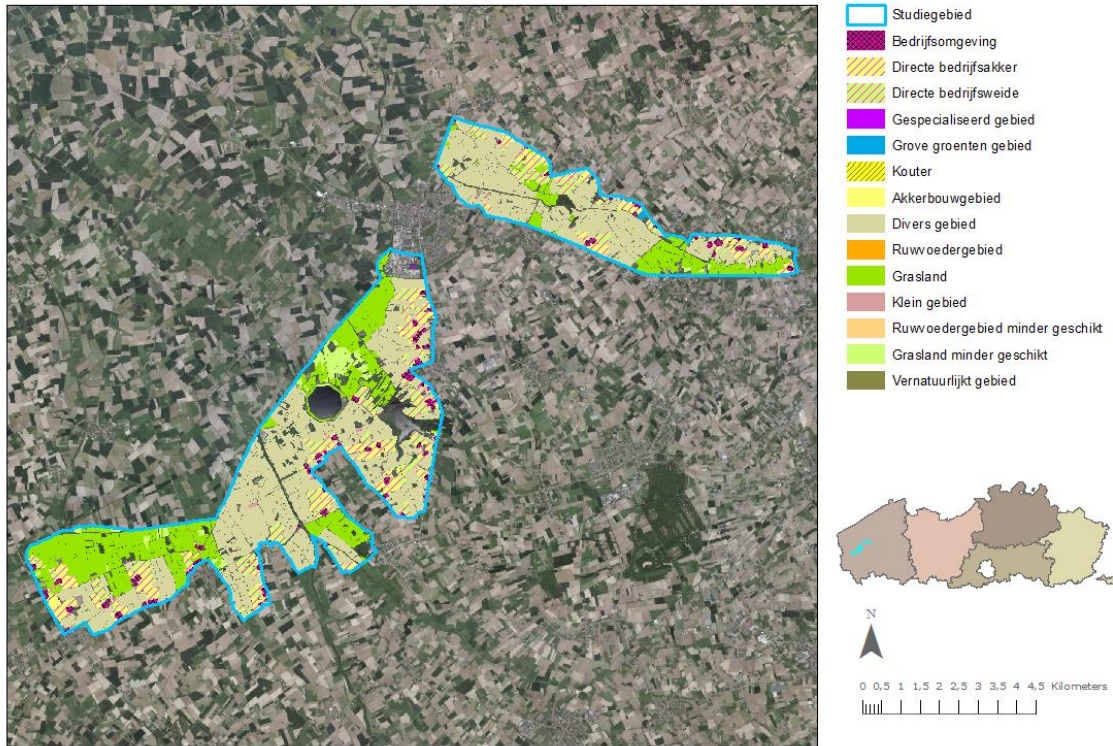 Studiegebied
Bedrijfsomgeving
Directe bedrijfsakker
Directe bedrijfsweide
Gespecialiseerd gebied
Grove groenten gebied
Kouter
Akkerbouwgebied
Divers gebied
Ruwvoedergebied
Grasland
Klein gebied
Ruwvoedergebied minder geschikt
Grasland minder geschikt
Vernatuurlijkt gebied
N
0 0,5 1 1,5 2 2,5 3 3,5 4 4,5 Kilometers